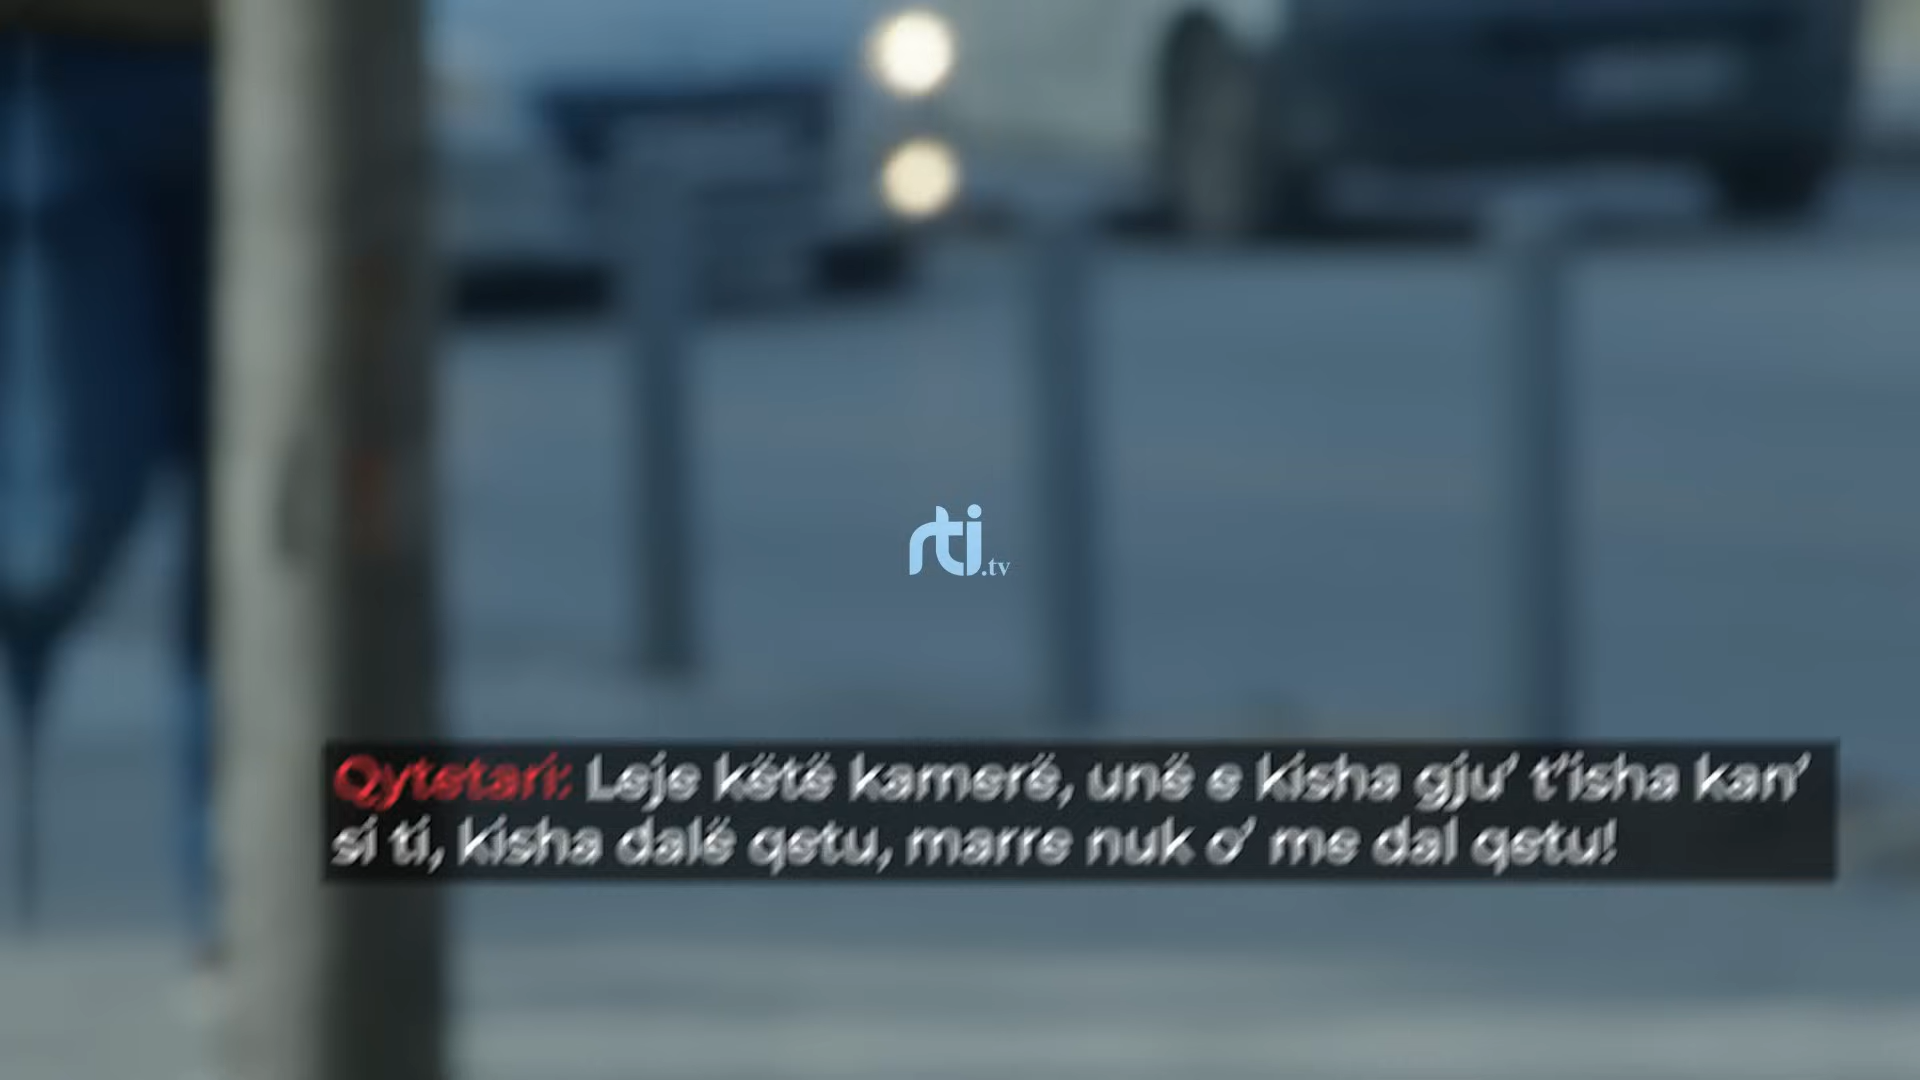 rti.tv
Qytetari: Leje këtë kamerë, unë e kisha gju' t'isha kan'
si ti, kisha dalë qetu, marre nuk o' me dal qetu!